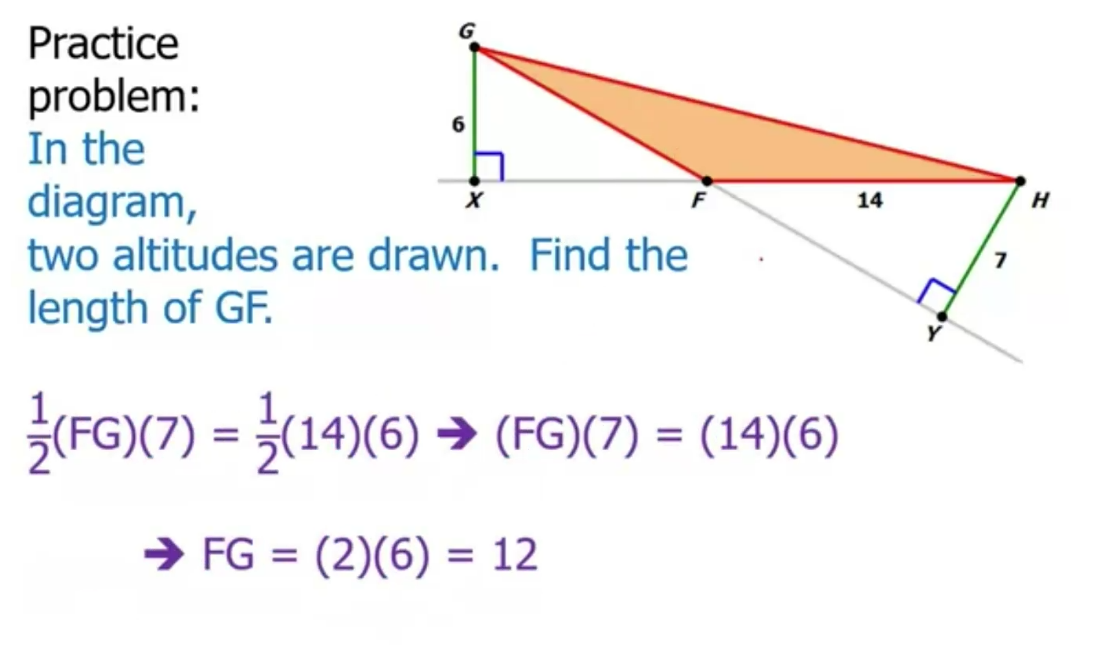 Practice
problem:
In the
diagram,
two altitudes are drawn.  Find the
length of GF.
G
6
X
F
14
H
7
Y
½(FG)(7) = ½(14)(6) ➔ (FG)(7) = (14)(6)
➔ FG = (2)(6) = 12